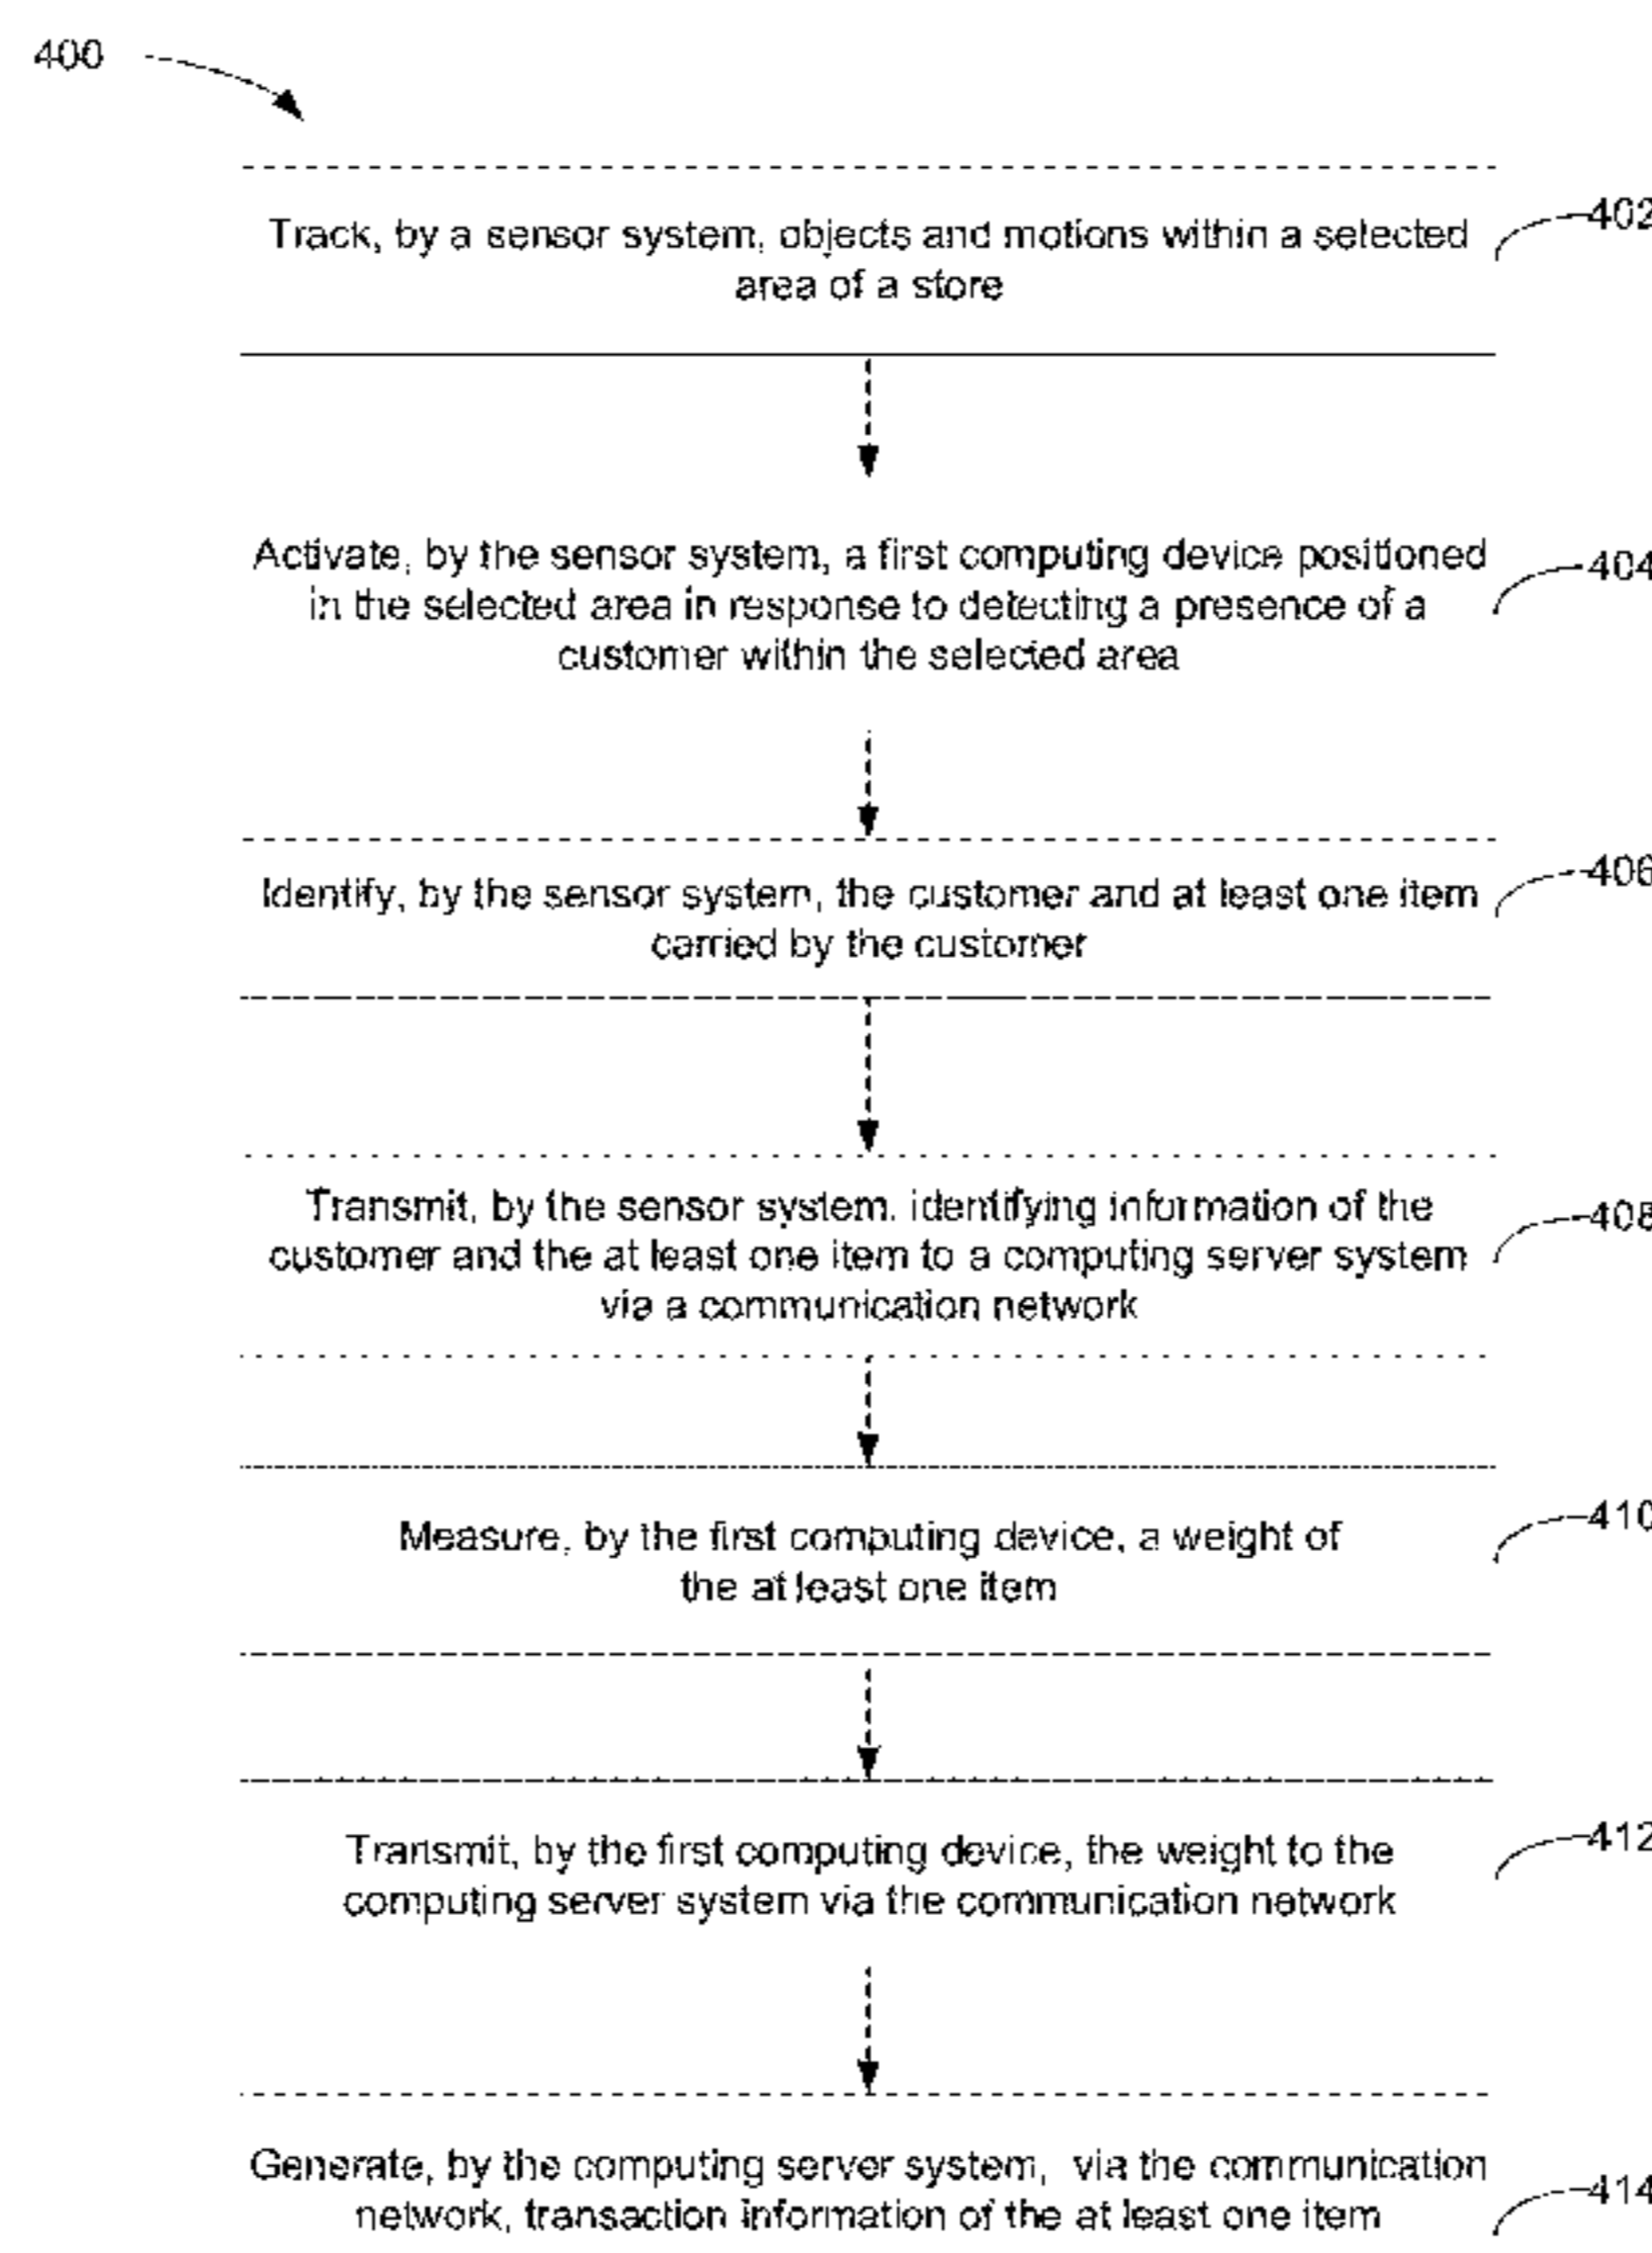 400
402
Track, by a sensor system, objects and motions within a selected
area of a store
Activate, by the sensor system, a first computing device positioned
404
in the selected area in response to detecting a presence of a
customer within the selected area
406
Identify, by the sensor system, the customer and at least one item
carried by the customer
Transmit, by the sensor system, identifying information of the
408
customer and the at least one item to a computing server system
via a communication network
410
Measure, by the first computing device, a weight of
the at least one item
412
Transmit, by the first computing device, the weight to the
computing server system via the communication network
Generate, by the computing server system, via the communication
414
network, transaction information of the at least one item